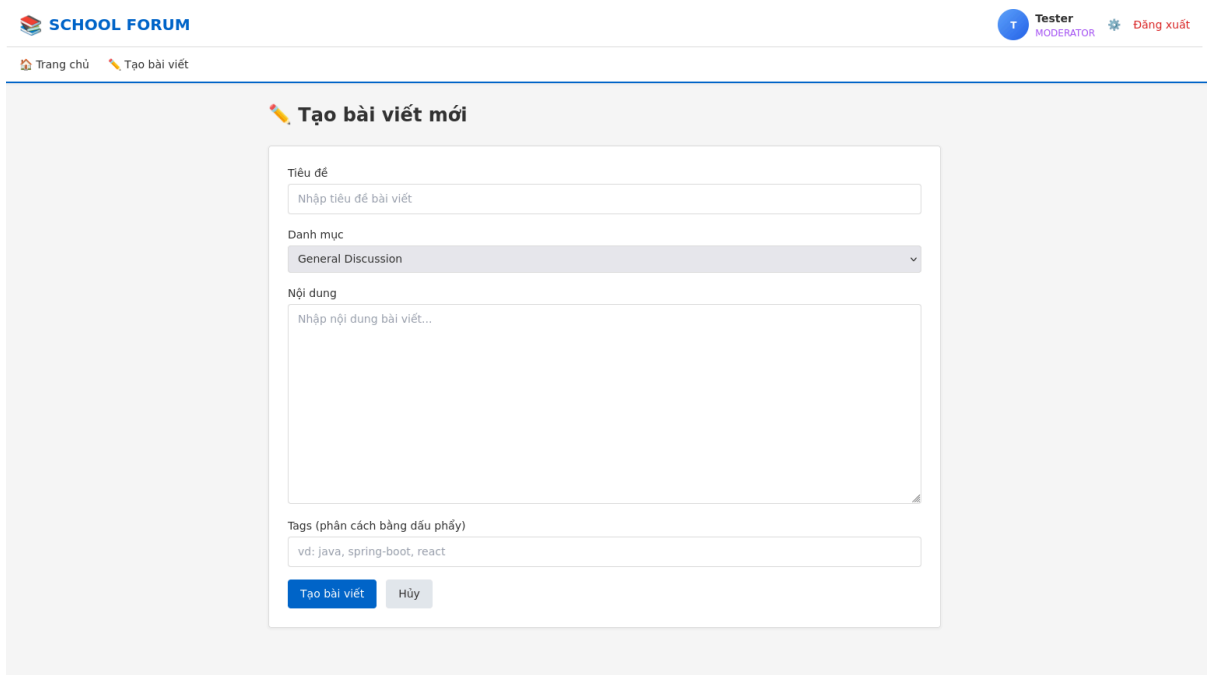 📚 SCHOOL FORUM
T
Tester
MODERATOR
⚙️
Đăng xuất
🏠 Trang chủ
✏️ Tạo bài viết
✏️ Tạo bài viết mới
Tiêu đề
Nhập tiêu đề bài viết
Danh mục
General Discussion
Nội dung
Nhập nội dung bài viết...
Tags (phân cách bằng dấu phẩy)
vd: java, spring-boot, react
Tạo bài viết
Hủy